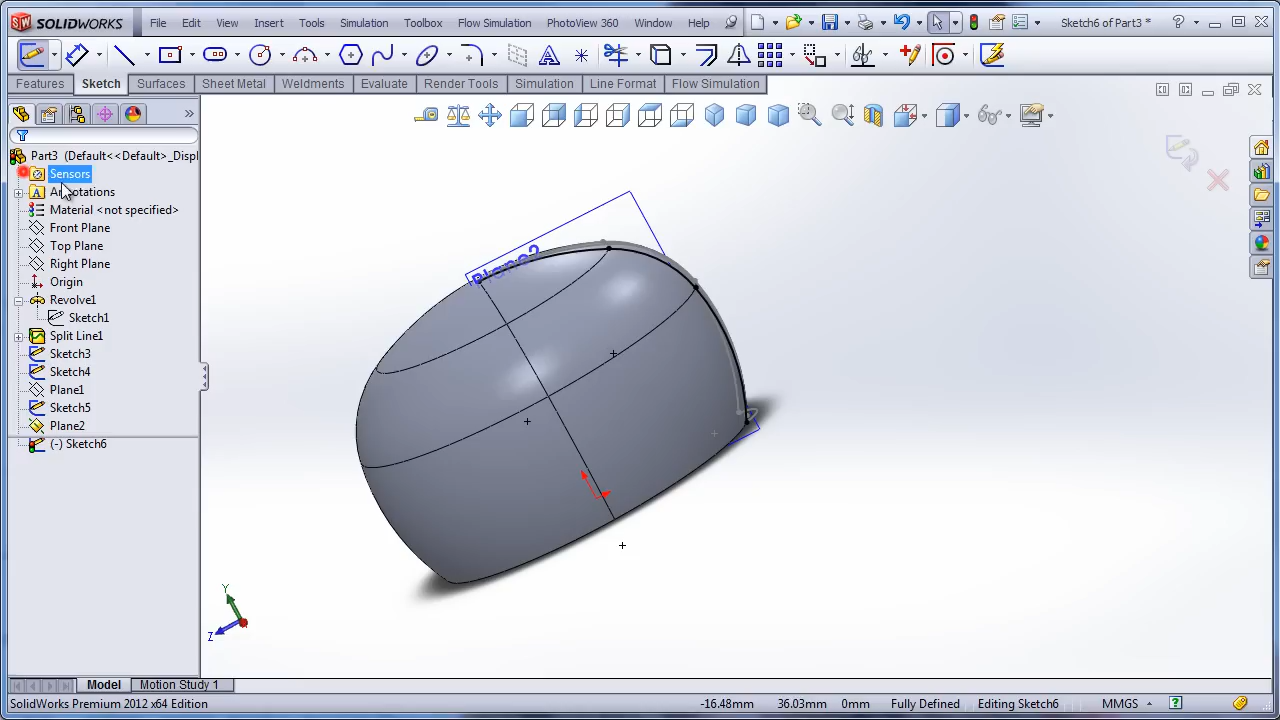 SOLIDWORKS File Edit View Insert Tools Simulation Toolbox Flow Simulation PhotoView 360 Window Help Sketch6 of Part3 *
Features Sketch Surfaces Sheet Metal Weldments Evaluate Render Tools Simulation Line Format Flow Simulation
Part3 (Default<<Default>_Displ
Sensors
Annotations
Material <not specified>
Front Plane
Top Plane
Right Plane
Origin
Revolve1
Sketch1
Split Line1
Sketch3
Sketch4
Plane1
Sketch5
Plane2
(-) Sketch6
Plane2
Y
Z
Model Motion Study 1
SolidWorks Premium 2012 x64 Edition -16.48mm 36.03mm 0mm Fully Defined Editing Sketch6 MMGS